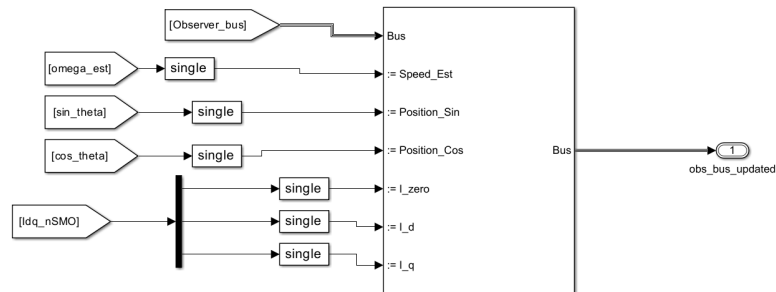 [Observer_bus]
Bus
[omega_est]
single
:= Speed_Est
[sin_theta]
single
:= Position_Sin
[cos_theta]
single
:= Position_Cos
Bus
1
obs_bus_updated
single
:= I_zero
[Idq_nSMO]
single
:= I_d
single
:= I_q